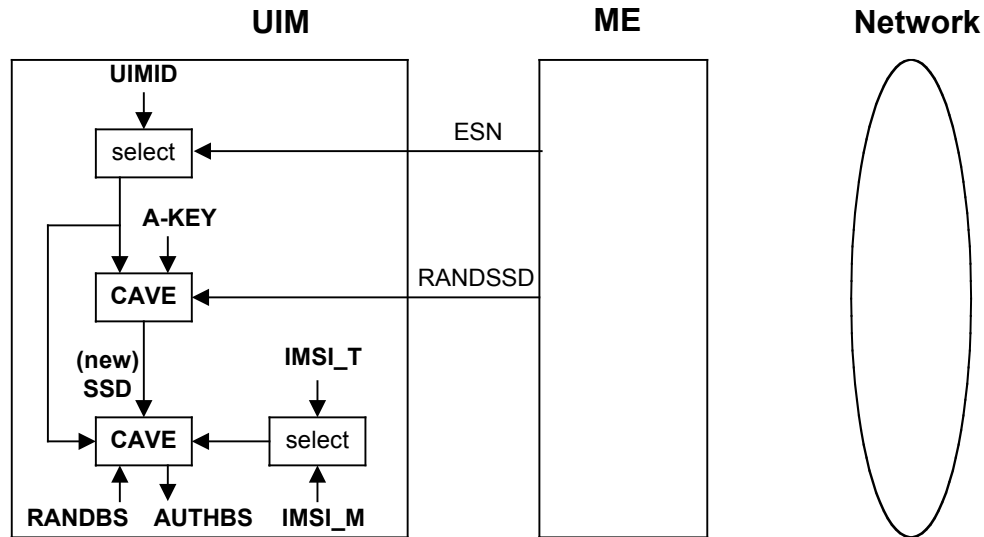 UIM
ME
Network
UIMID
select
ESN
A-KEY
CAVE
RANDSSD
(new)
SSD
IMSI_T
CAVE
select
RANDBS
AUTHBS
IMSI_M